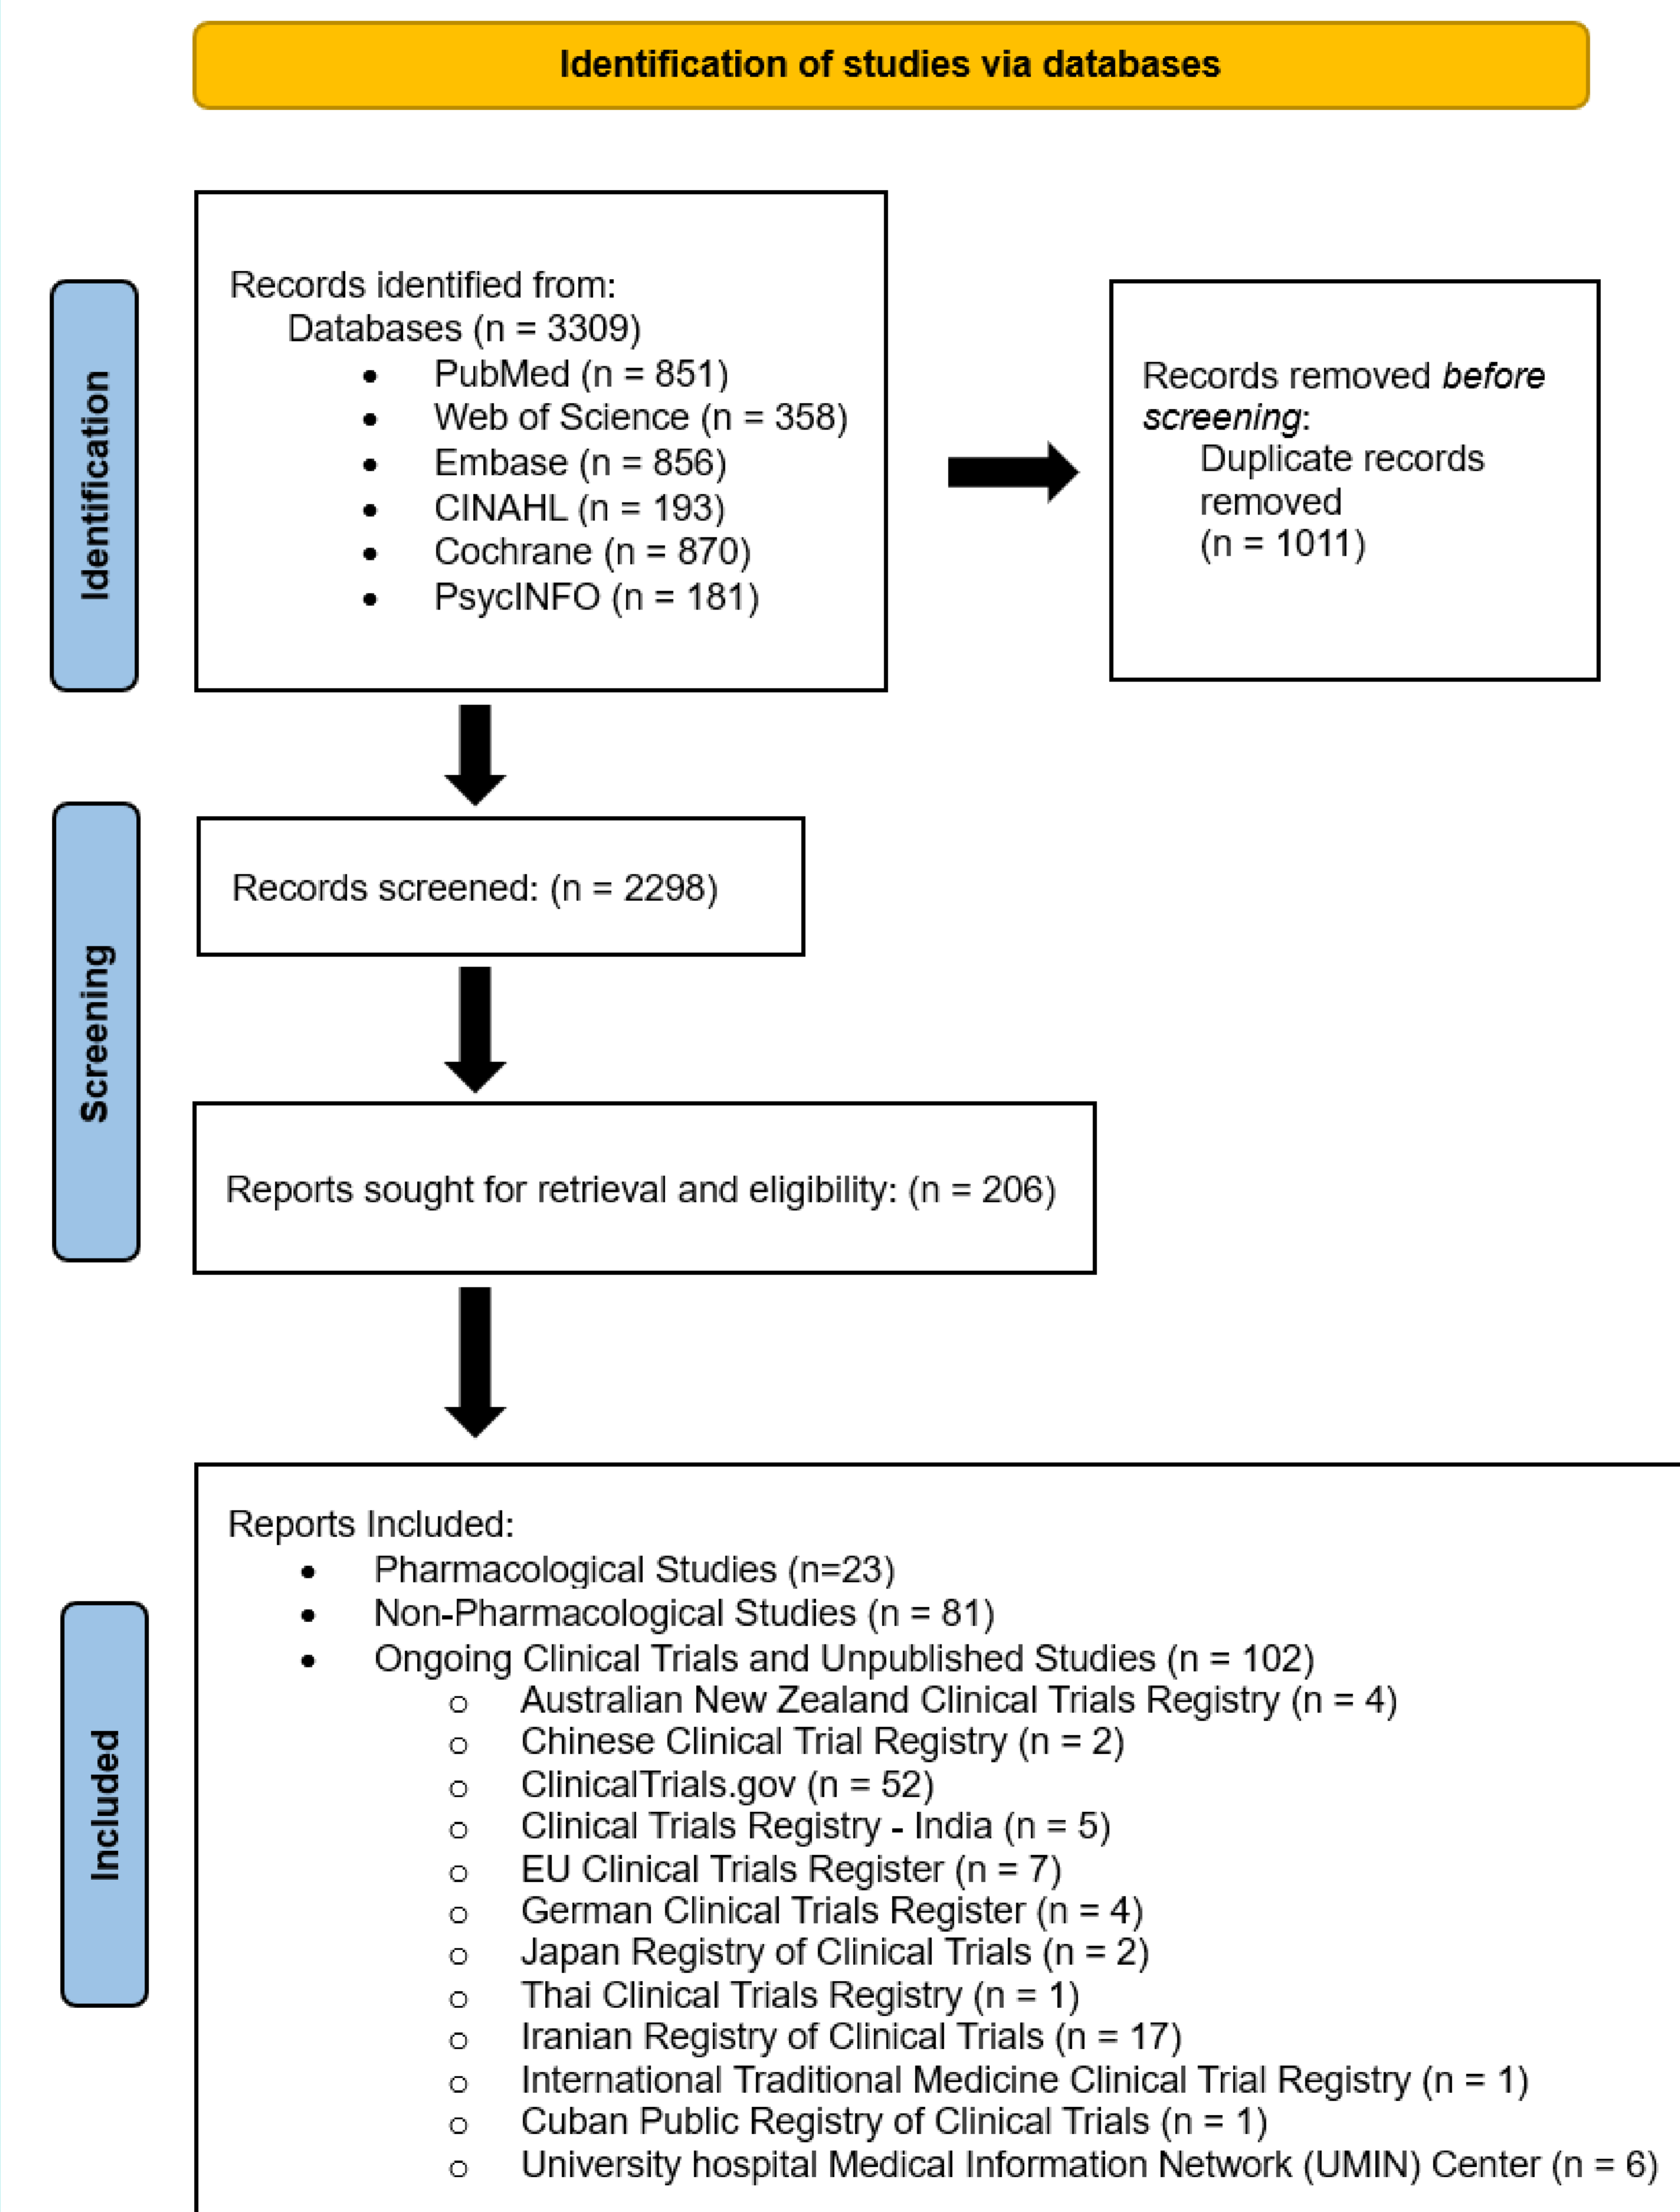 Identification of studies via databases
Identification
Records identified from:
Databases (n = 3309)
• PubMed (n = 851)
• Web of Science (n = 358)
• Embase (n = 856)
• CINAHL (n = 193)
• Cochrane (n = 870)
• PsycINFO (n = 181)
Records removed before
screening:
Duplicate records
removed
(n = 1011)
Screening
Records screened: (n = 2298)
Reports sought for retrieval and eligibility: (n = 206)
Included
Reports Included:
• Pharmacological Studies (n=23)
• Non-Pharmacological Studies (n = 81)
• Ongoing Clinical Trials and Unpublished Studies (n = 102)
o Australian New Zealand Clinical Trials Registry (n = 4)
o Chinese Clinical Trial Registry (n = 2)
o ClinicalTrials.gov (n = 52)
o Clinical Trials Registry - India (n = 5)
o EU Clinical Trials Register (n = 7)
o German Clinical Trials Register (n = 4)
o Japan Registry of Clinical Trials (n = 2)
o Thai Clinical Trials Registry (n = 1)
o Iranian Registry of Clinical Trials (n = 17)
o International Traditional Medicine Clinical Trial Registry (n = 1)
o Cuban Public Registry of Clinical Trials (n = 1)
o University hospital Medical Information Network (UMIN) Center (n = 6)